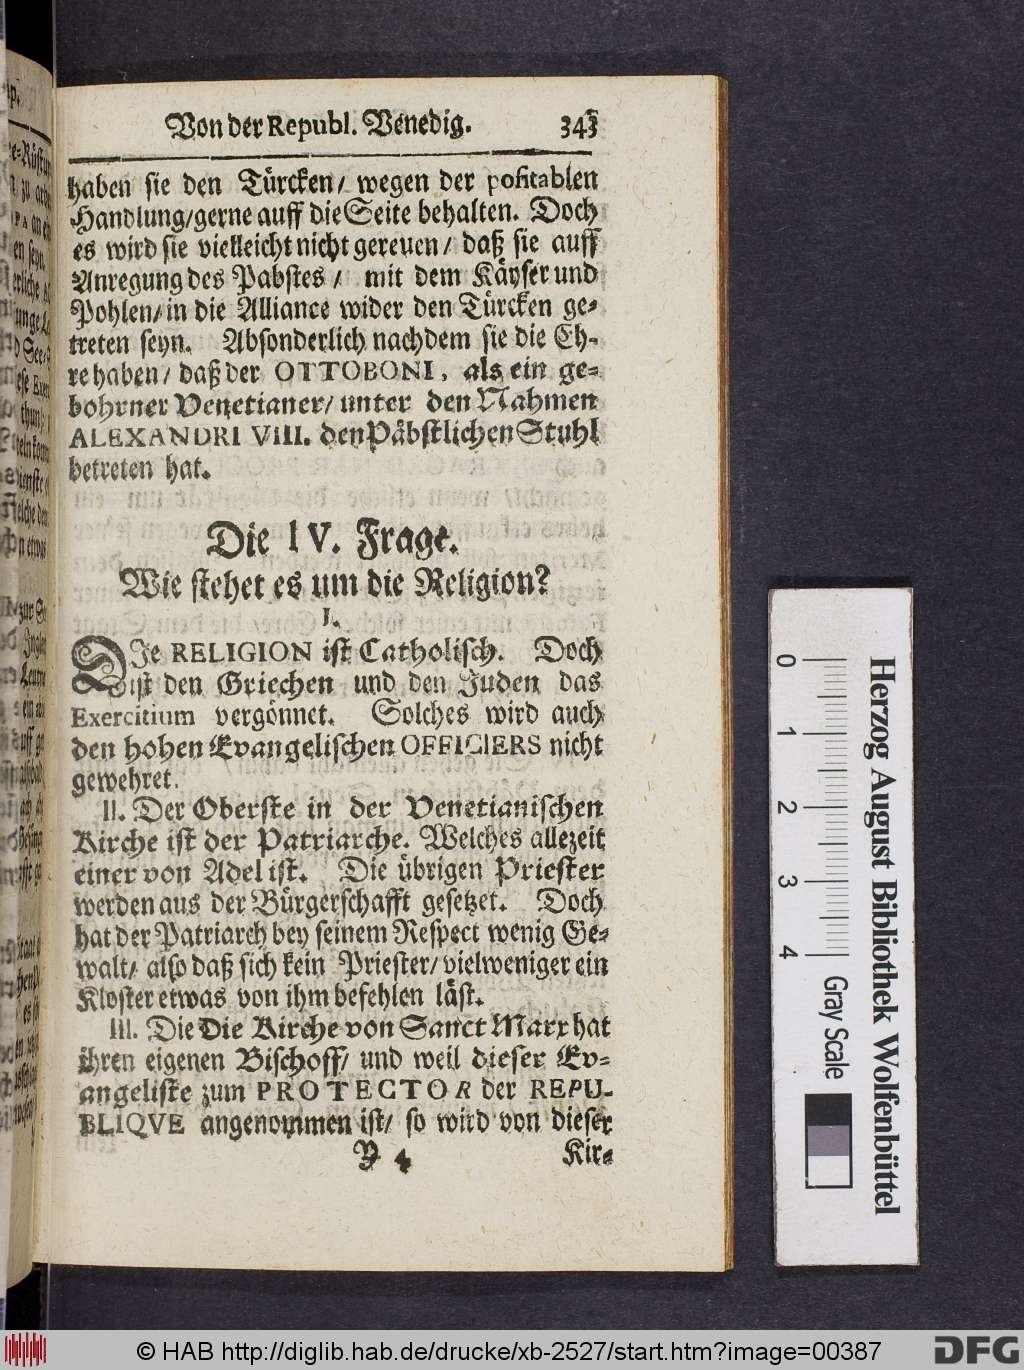 Von der Republ. Venedig. 343
haben sie den Türcken/ wegen der pofitablen
Handlung/gerne auff die Seite behalten. Doch
es wird sie vielleicht nicht gereuen/ daß sie auff
Anregung des Pabstes/ mit dem Käyser und
Pohlen/in die Alliance wider den Türcken ge-
treten seyn. Absonderlich nachdem sie die Eh-
re haben/ daß der OTTOBONI, als ein ge-
bohrner Venetianer/ unter den Nahmen
ALEXANDRI VIII. den Päbstlichen Stuhl
betreten hat.
Die IV. Frage.
Wie stehet es um die Religion?
I.
DJe RELIGION ist Catholisch. Doch
ist den Griechen und den Juden das
Exercitium vergönnet. Solches wird auch
den hohen Evangelischen OFFICIERS nicht
gewehret.
II. Der Oberste in der Venetianischen
Kirche ist der Patriarche. Welches allezeit
einer von Adel ist. Die übrigen Priester
werden aus der Bürgerschafft gesetzet. Doch
hat der Patriarch bey seinem Respect wenig Ge-
walt/ also daß sich kein Priester/ vielweniger ein
Kloster etwas von ihm befehlen läst.
III. Die Die Kirche von Sanct Marx hat
ihren eigenen Bischoff/ und weil dieser Ev-
angeliste zum PROTECTOR der REPU-
BLIQVE angenommen ist/ so wird von dieser
Y 4 Kir-
Herzog August Bibliothek Wolfenbüttel
0 1 2 3 4 Gray Scale
© HAB http://diglib.hab.de/drucke/xb-2527/start.htm?image=00387
DFG